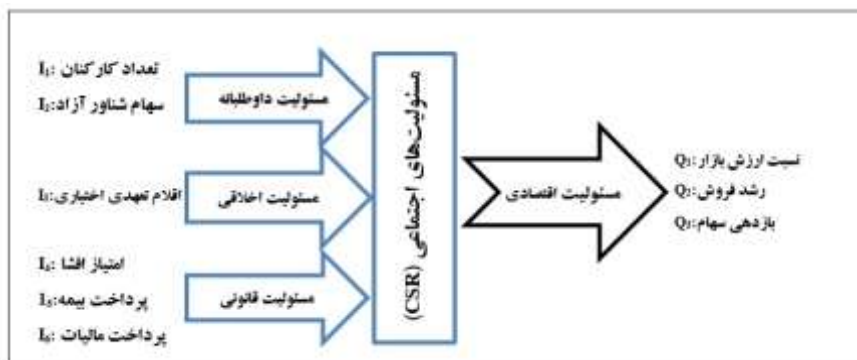 I₁: تعداد کارکنان
I₂: سهام شناور آزاد
مسئولیت داوطلبانه
I₃: اقلام تعهدی اختیاری
مسئولیت اخلاقی
I₄: امتیاز افشا
I₅: پرداخت بیمه
I₆: پرداخت مالیات
مسئولیت قانونی
مسئولیت‌های اجتماعی (CSR)
مسئولیت اقتصادی
Q₁: نسبت ارزش بازار
Q₂: رشد فروش
Q₃: بازدهی سهام